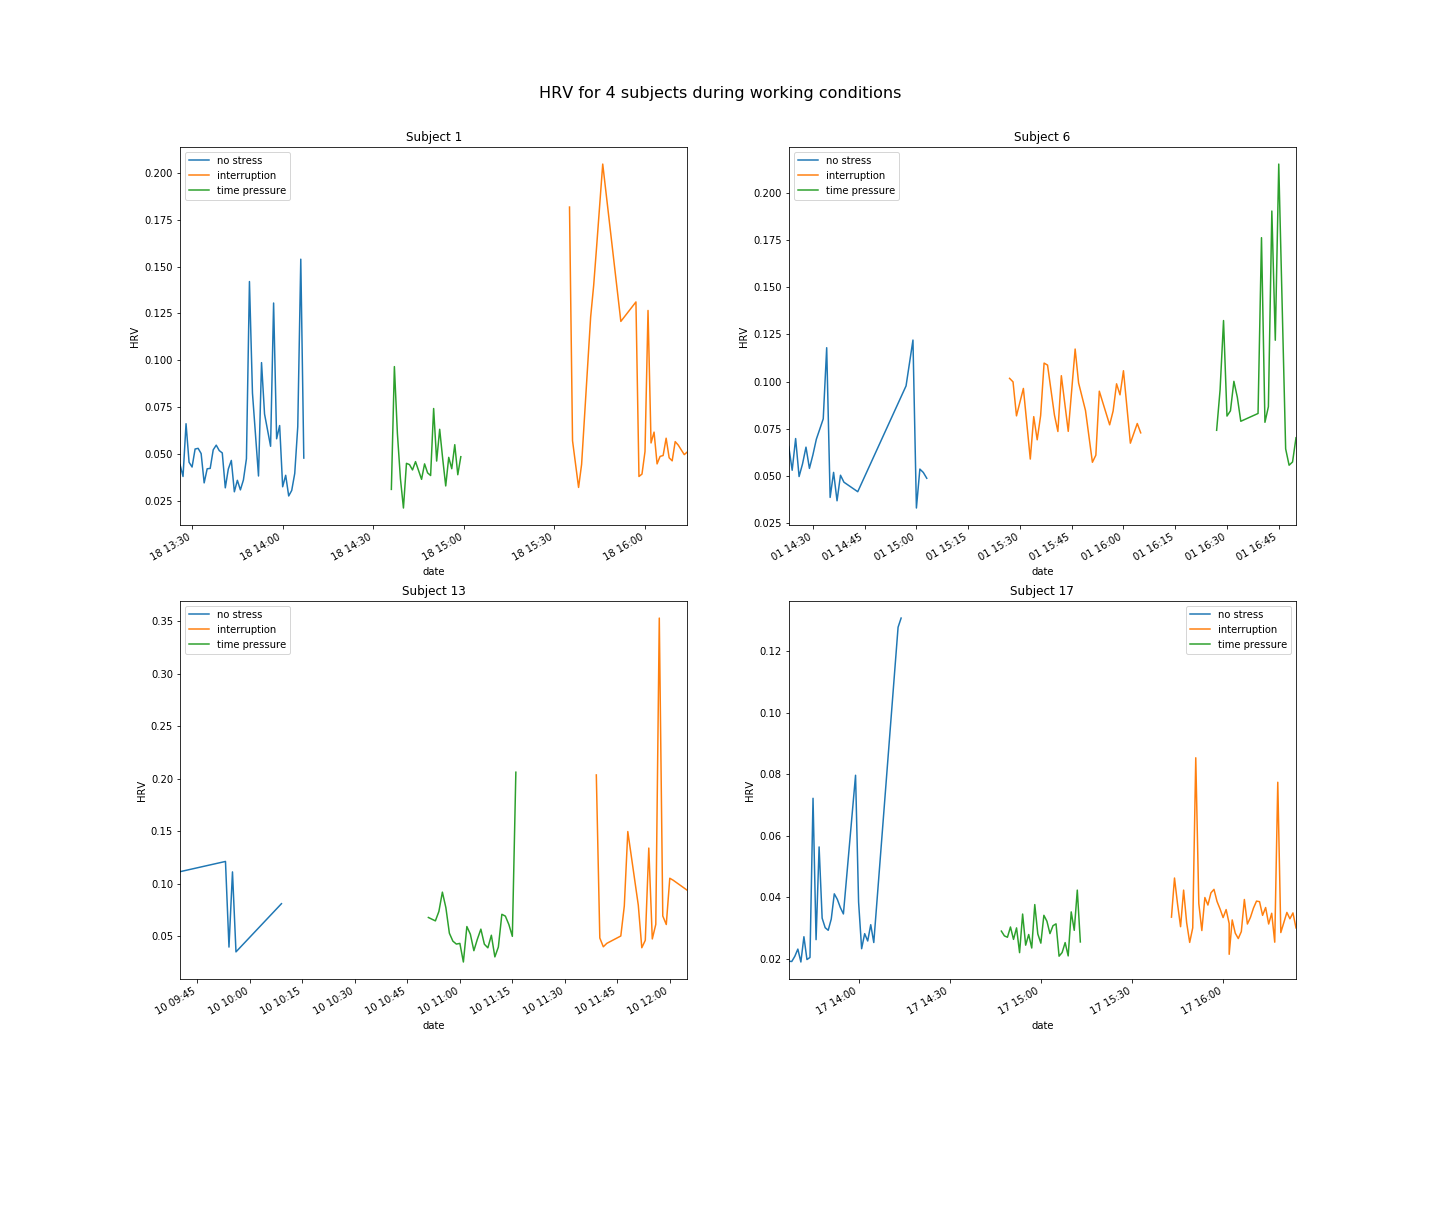 HRV for 4 subjects during working conditions
Subject 1
no stress
interruption
time pressure
0.200
0.175
0.150
0.125
0.100
0.075
0.050
0.025
HRV
18 13:30
18 14:00
18 14:30
18 15:00
18 15:30
18 16:00
date
Subject 6
no stress
interruption
time pressure
0.200
0.175
0.150
0.125
0.100
0.075
0.050
0.025
HRV
01 14:30
01 14:45
01 15:00
01 15:15
01 15:30
01 15:45
01 16:00
01 16:15
01 16:30
01 16:45
date
Subject 13
no stress
interruption
time pressure
0.35
0.30
0.25
0.20
0.15
0.10
0.05
HRV
10 09:45
10 10:00
10 10:15
10 10:30
10 10:45
10 11:00
10 11:15
10 11:30
10 11:45
10 12:00
date
Subject 17
no stress
interruption
time pressure
0.12
0.10
0.08
0.06
0.04
0.02
HRV
17 14:00
17 14:30
17 15:00
17 15:30
17 16:00
date